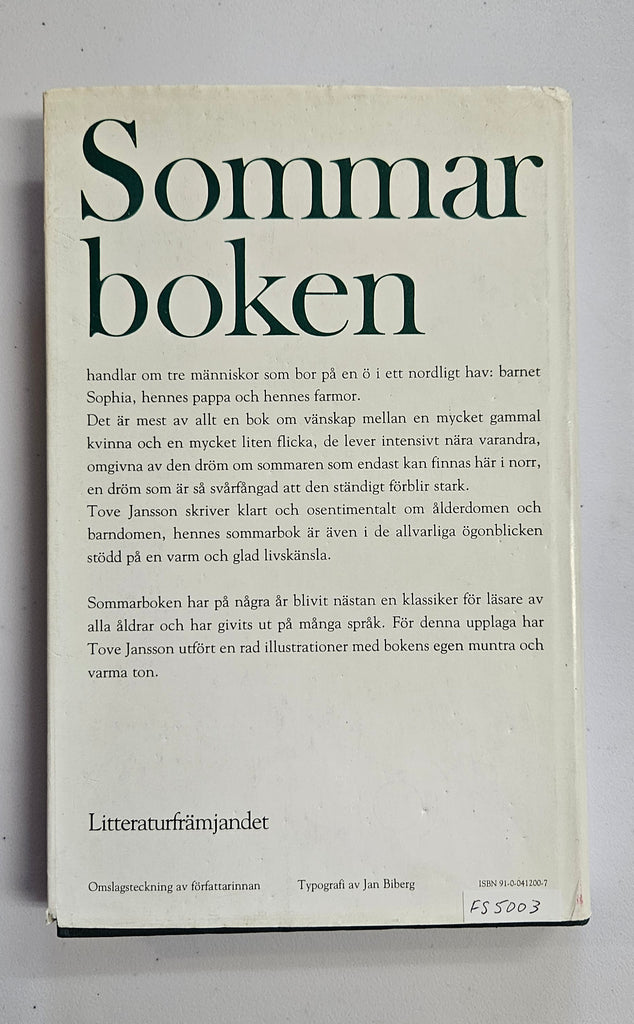 Sommar
boken
handlar om tre människor som bor på en ö i ett nordligt hav: barnet
Sophia, hennes pappa och hennes farmor.
Det är mest av allt en bok om vänskap mellan en mycket gammal
kvinna och en mycket liten flicka, de lever intensivt nära varandra,
omgivna av den dröm om sommaren som endast kan finnas här i norr,
en dröm som är så svårfångad att den ständigt förblir stark.
Tove Jansson skriver klart och osentimentalt om ålderdomen och
barndomen, hennes sommarbok är även i de allvarliga ögonblicken
stödd på en varm och glad livskänsla.
Sommarboken har på några år blivit nästan en klassiker för läsare av
alla åldrar och har givits ut på många språk. För denna upplaga har
Tove Jansson utfört en rad illustrationer med bokens egen muntra och
varma ton.
Litteraturfrämjandet
Omslagsteckning av författarinnan Typografi av Jan Biberg ISBN 91-0-041200-7
FS 5003